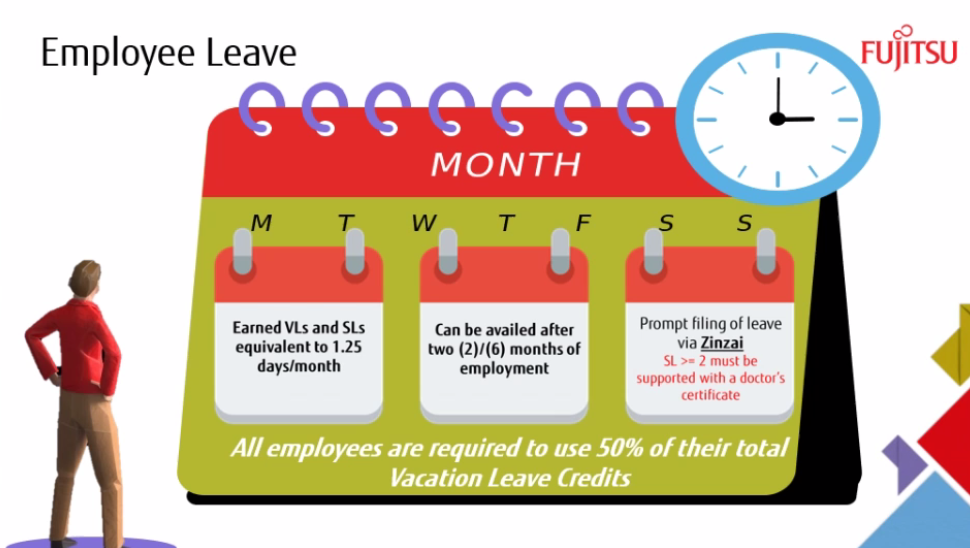 Employee Leave
FUJITSU
MONTH
M T W T F S S
Earned VLs and SLs
equivalent to 1.25
days/month
Can be availed after
two (2)/(6) months of
employment
Prompt filing of leave
via Zinzai
SL >= 2 must be
supported with a doctor's
certificate
All employees are required to use 50% of their total
Vacation Leave Credits